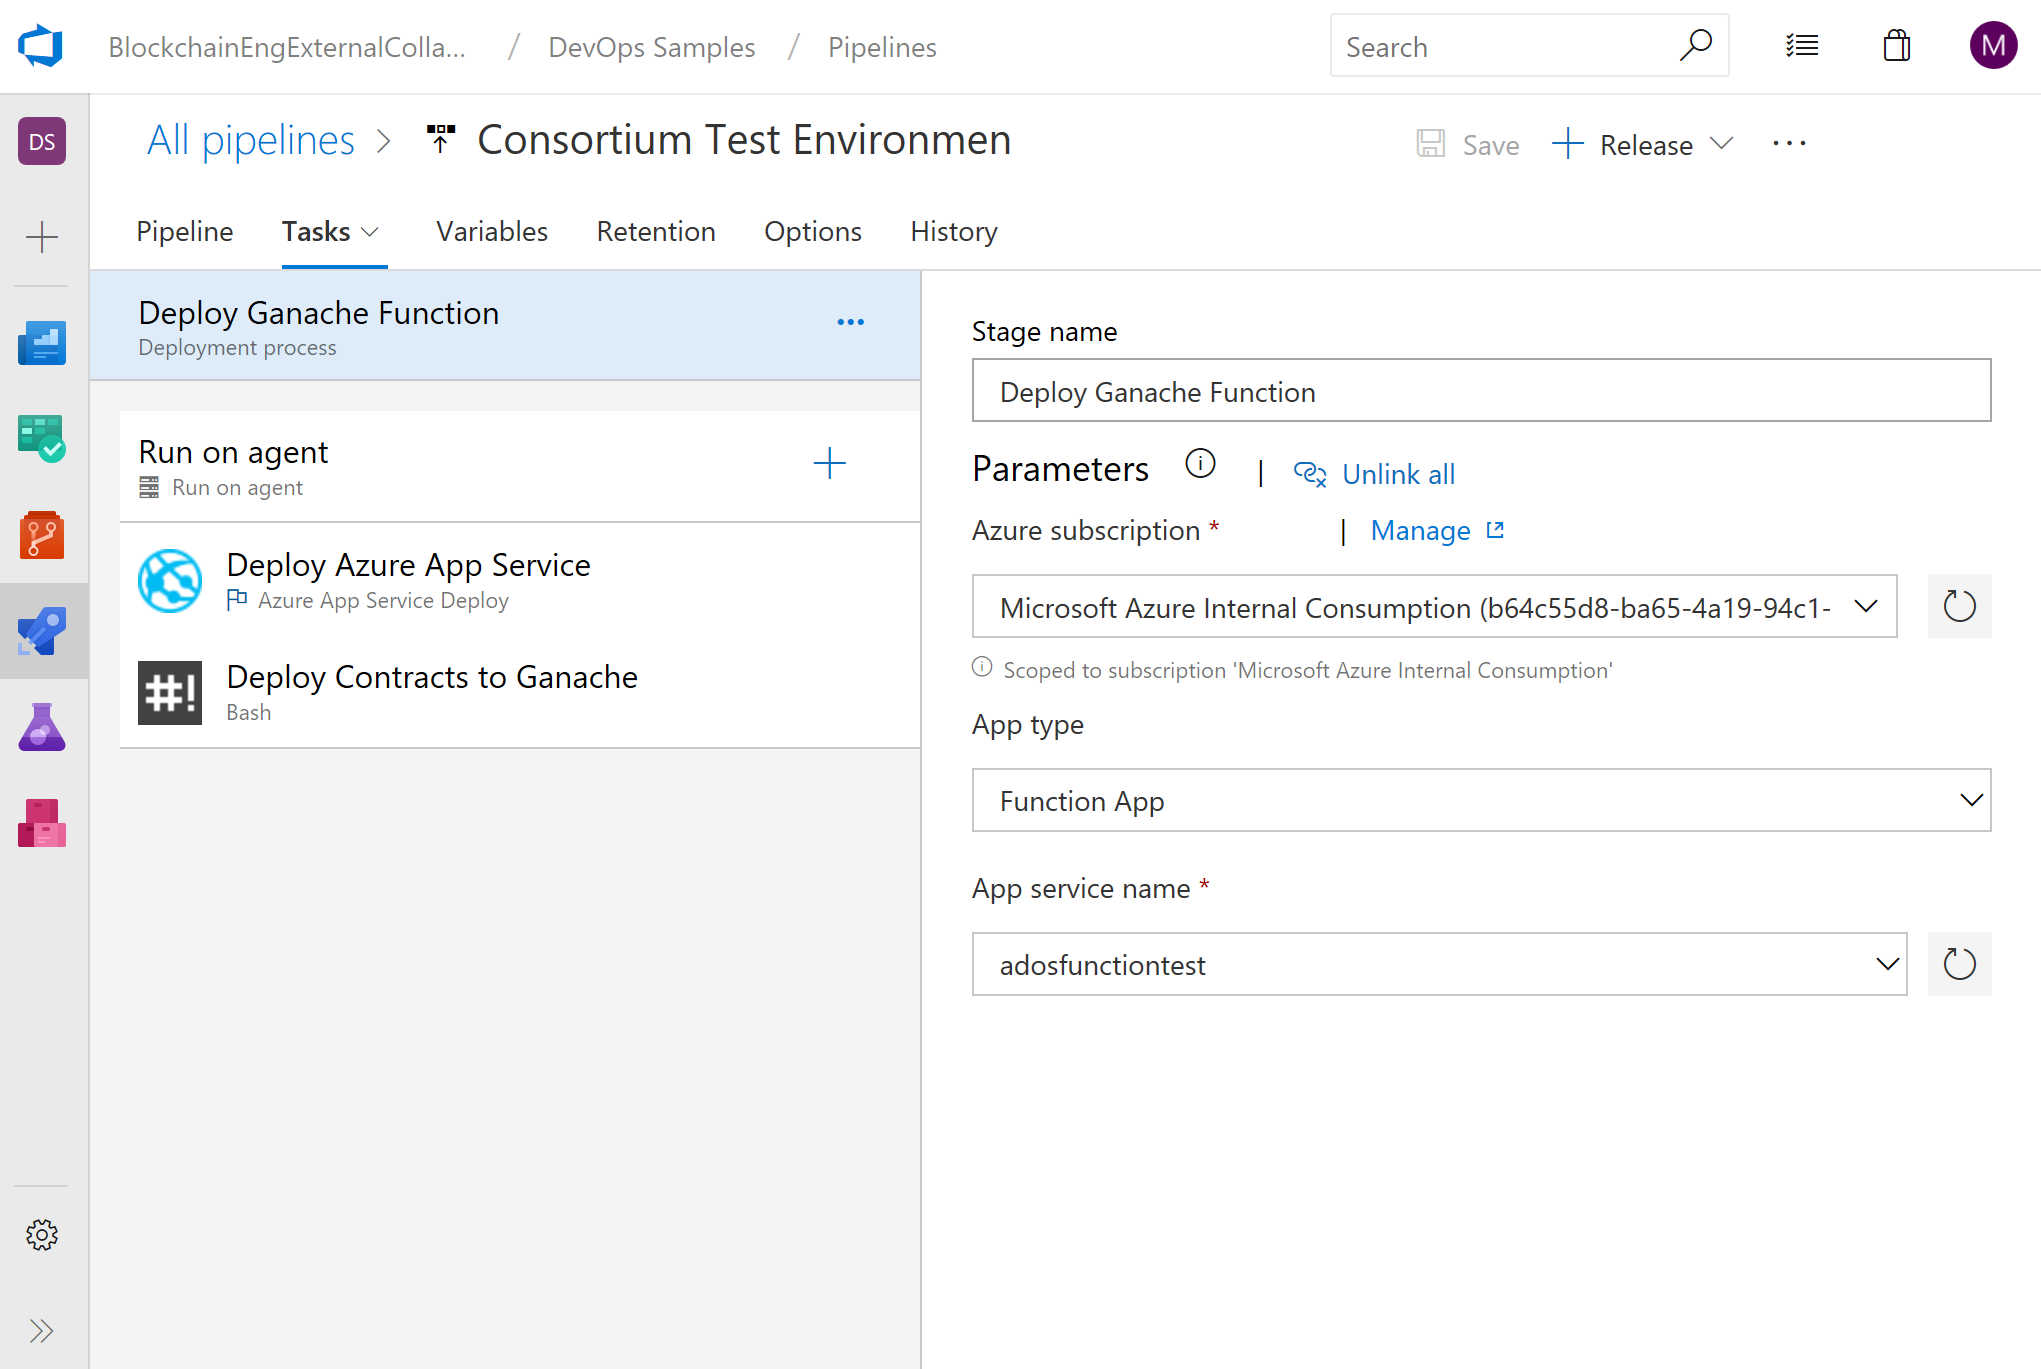 BlockchainEngExternalColla... / DevOps Samples / Pipelines
Search
M
DS
All pipelines > Consortium Test Environmen
Save
+ Release
...
Pipeline Tasks Variables Retention Options History
Deploy Ganache Function
Deployment process
Run on agent
Run on agent
Deploy Azure App Service
Azure App Service Deploy
#!
Deploy Contracts to Ganache
Bash
Stage name
Deploy Ganache Function
Parameters | Unlink all
Azure subscription * | Manage
Microsoft Azure Internal Consumption (b64c55d8-ba65-4a19-94c1-
Scoped to subscription 'Microsoft Azure Internal Consumption'
App type
Function App
App service name *
adosfunctiontest